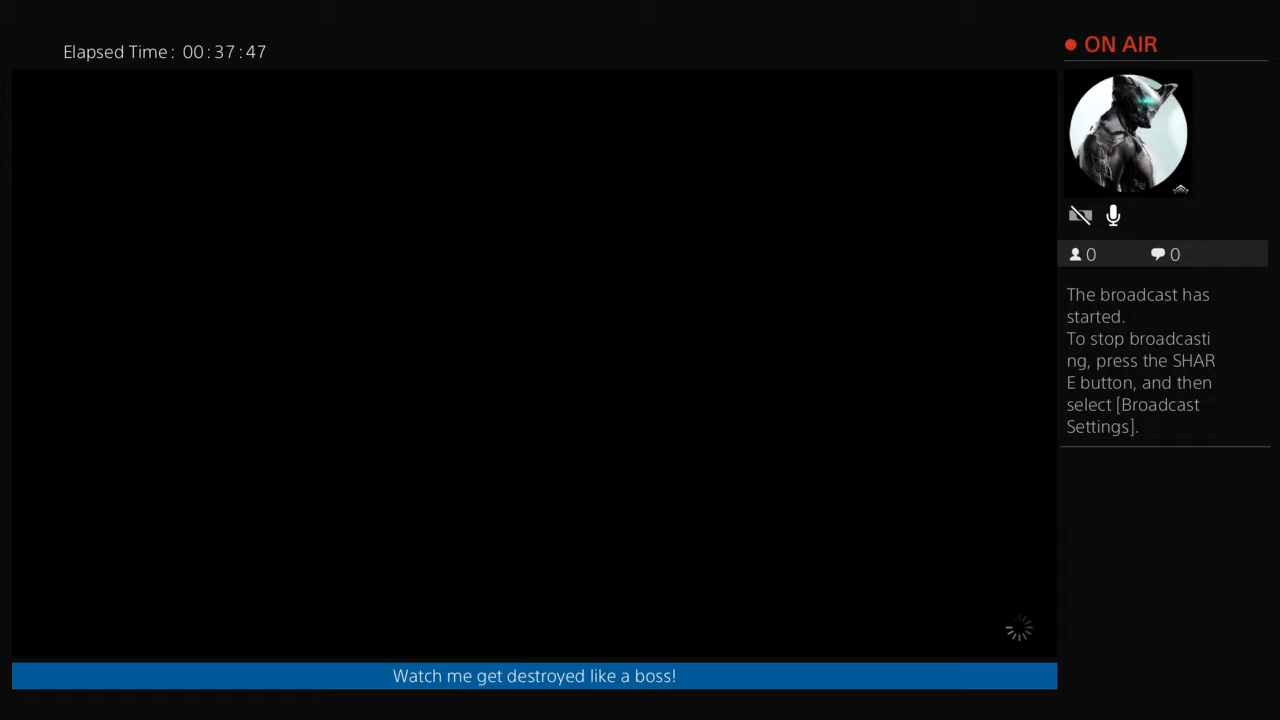 Elapsed Time: 00:37:47
ON AIR
0 0
The broadcast has
started.
To stop broadcasti
ng, press the SHAR
E button, and then
select [Broadcast
Settings].
Watch me get destroyed like a boss!